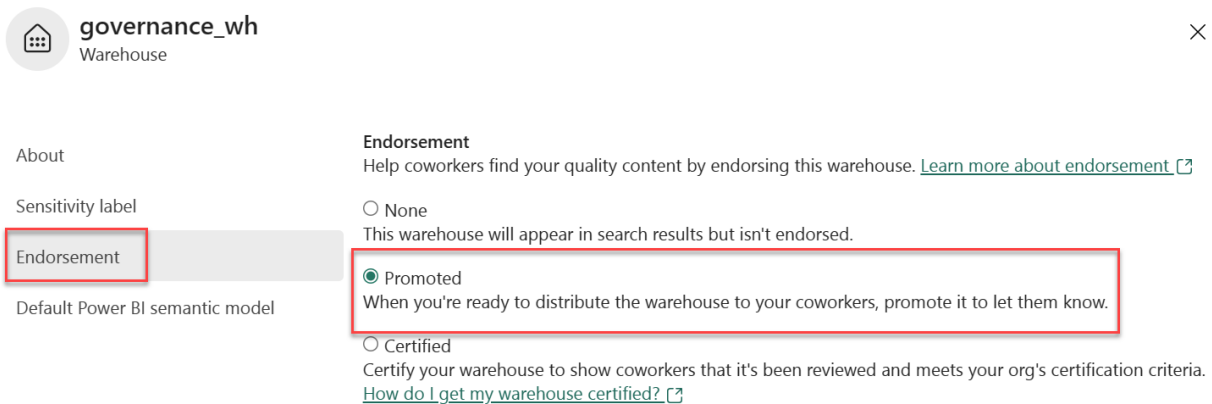 governance_wh
Warehouse
About
Sensitivity label
Endorsement
Default Power BI semantic model
Endorsement
Help coworkers find your quality content by endorsing this warehouse. Learn more about endorsement
None
This warehouse will appear in search results but isn't endorsed.
Promoted
When you're ready to distribute the warehouse to your coworkers, promote it to let them know.
Certified
Certify your warehouse to show coworkers that it's been reviewed and meets your org's certification criteria.
How do I get my warehouse certified?